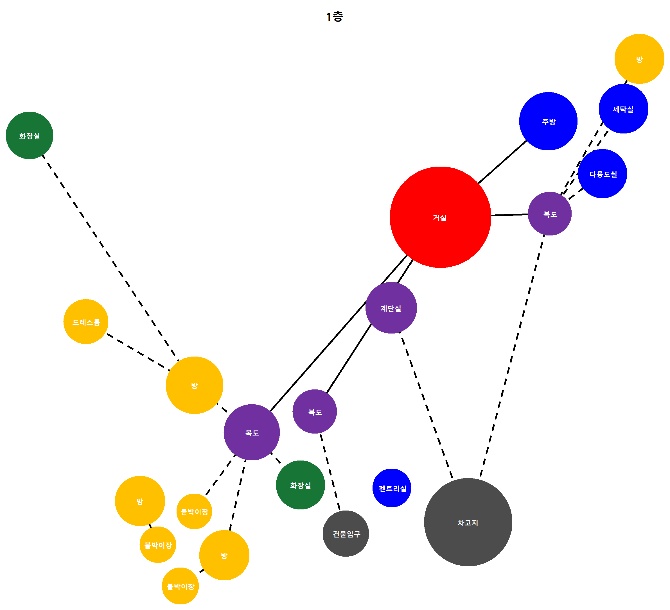 1층
방
세탁실
주방
화장실
다용도실
거실
복도
계단실
드레스룸
방
복도
복도
화장실
팬트리실
방
붙박이장
차고지
건물입구
붙박이장
방
붙박이장